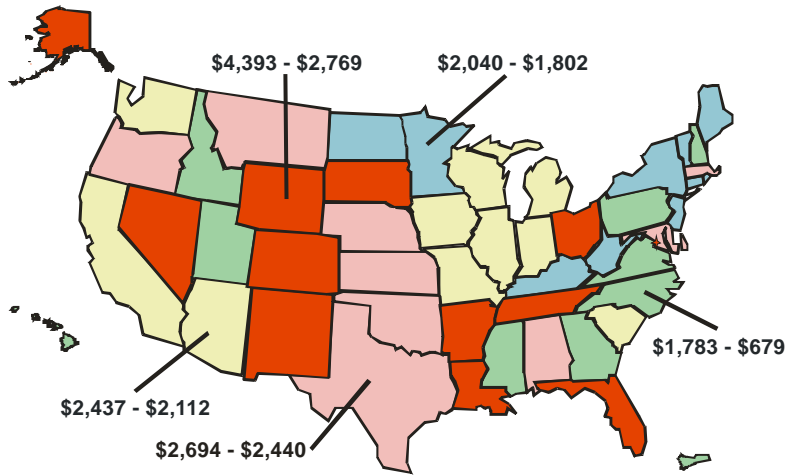 $4,393 - $2,769
$2,040 - $1,802
$1,783 - $679
$2,437 - $2,112
$2,694 - $2,440